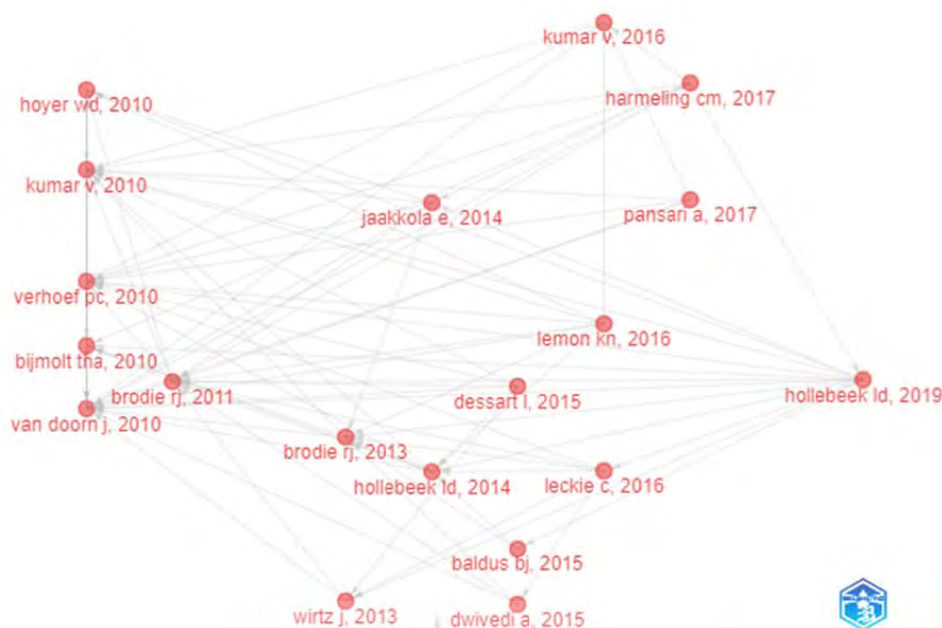 kumar v, 2016
harmeling cm, 2017
hoyer wd, 2010
kumar v, 2010
jaakkola e, 2014
pansari a, 2017
verhoef pc, 2010
lemon kn, 2016
bijmolt tha, 2010
brodie rj, 2011
dessart l, 2015
hollebeek ld, 2019
van doorn j, 2010
brodie rj, 2013
hollebeek ld, 2014
leckie c, 2016
baldus bj, 2015
wirtz j, 2013
dwivedi a, 2015